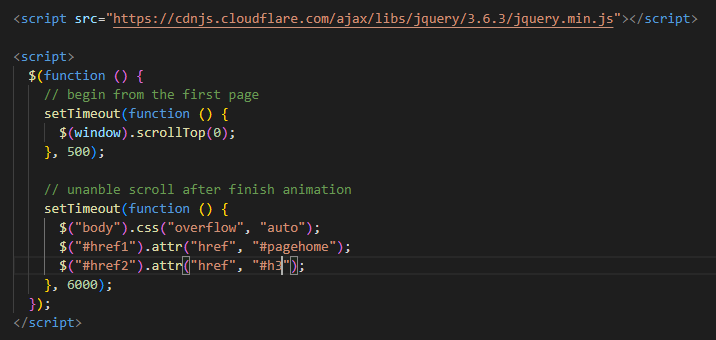 <script src="https://cdnjs.cloudflare.com/ajax/libs/jquery/3.6.3/jquery.min.js"></script>

<script>
  $(function () {
    // begin from the first page
    setTimeout(function () {
      $(window).scrollTop(0);
    }, 500);

    // unanble scroll after finish animation
    setTimeout(function () {
      $("body").css("overflow", "auto");
      $("#href1").attr("href", "#pagehome");
      $("#href2").attr("href", "#h3");
    }, 6000);
  });
</script>